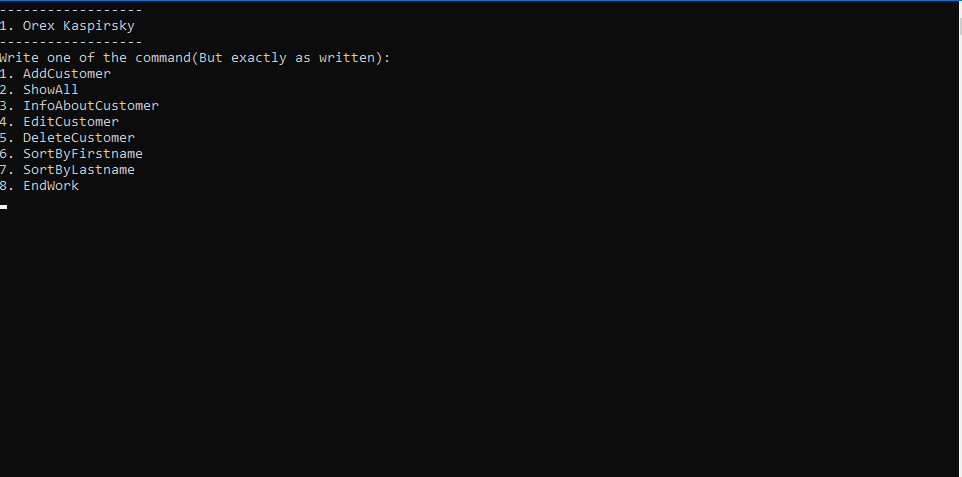 ------------------
1. Orex Kaspirsky
------------------
Write one of the command(But exactly as written):
1. AddCustomer
2. ShowAll
3. InfoAboutCustomer
4. EditCustomer
5. DeleteCustomer
6. SortByFirstname
7. SortByLastname
8. EndWork